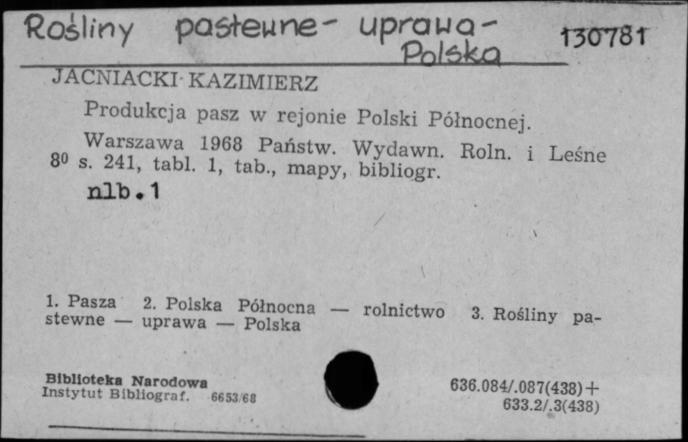 Rośliny pastewne - uprawa -
Polska
130781
JACNIACKI KAZIMIERZ
Produkcja pasz w rejonie Polski Północnej.
Warszawa 1968 Państw. Wydawn. Roln. i Leśne
8⁰ s. 241, tabl. 1, tab., mapy, bibliogr.
nlb. 1
1. Pasza 2. Polska Północna — rolnictwo 3. Rośliny pa-
stewne — uprawa — Polska
Biblioteka Narodowa
Instytut Bibliograf. 6653/68
636.084/.087(438)+
633.2/.3(438)